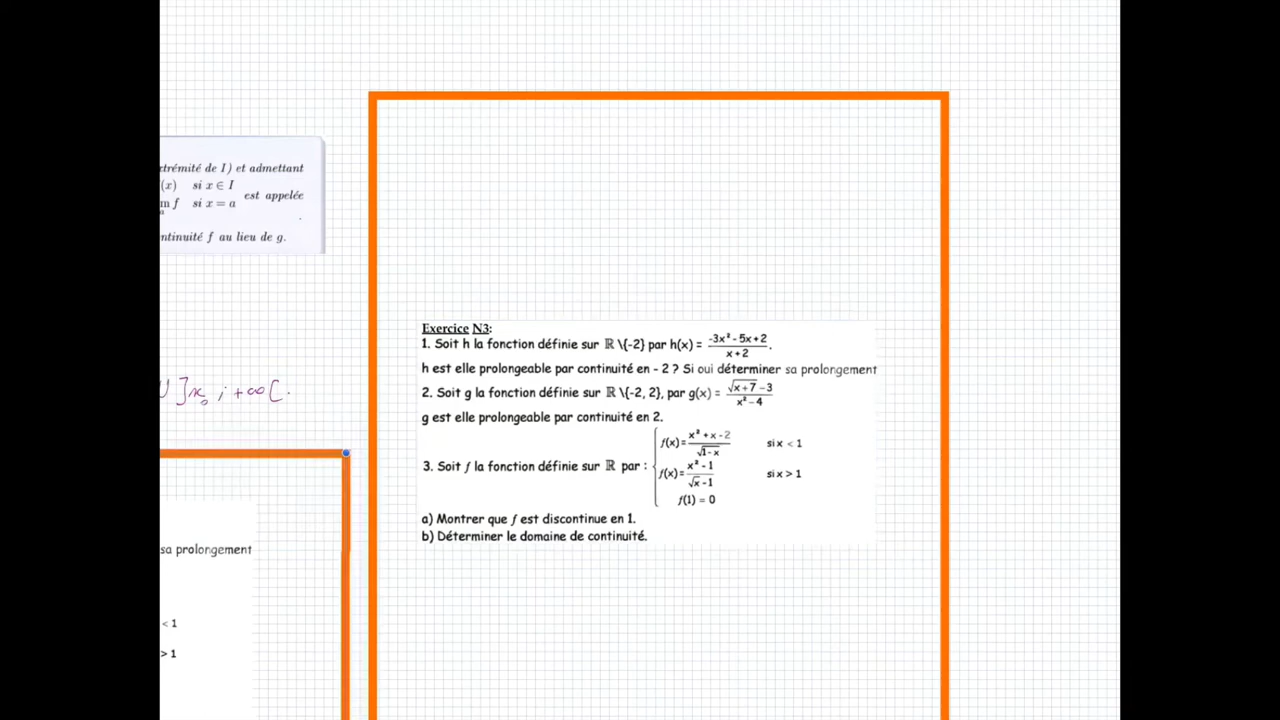 xtrémité de I) et admettant
(x) si x ∈ I
m f si x = a est appelée
a
ntinuité f au lieu de g.
U ]x₀ ; +∞[.
sa prolongement
< 1
> 1
Exercice N3:
1. Soit h la fonction définie sur ℝ \{-2} par h(x) = (-3x² - 5x + 2)/(x + 2).
h est elle prolongeable par continuité en - 2 ? Si oui déterminer sa prolongement
2. Soit g la fonction définie sur ℝ \{-2, 2}, par g(x) = (√(x+7) - 3)/(x² - 4)
g est elle prolongeable par continuité en 2.
f(x) = (x² + x - 2)/√(1-x) si x < 1
3. Soit f la fonction définie sur ℝ par : f(x) = (x² - 1)/(√x - 1) si x > 1
f(1) = 0
a) Montrer que f est discontinue en 1.
b) Déterminer le domaine de continuité.